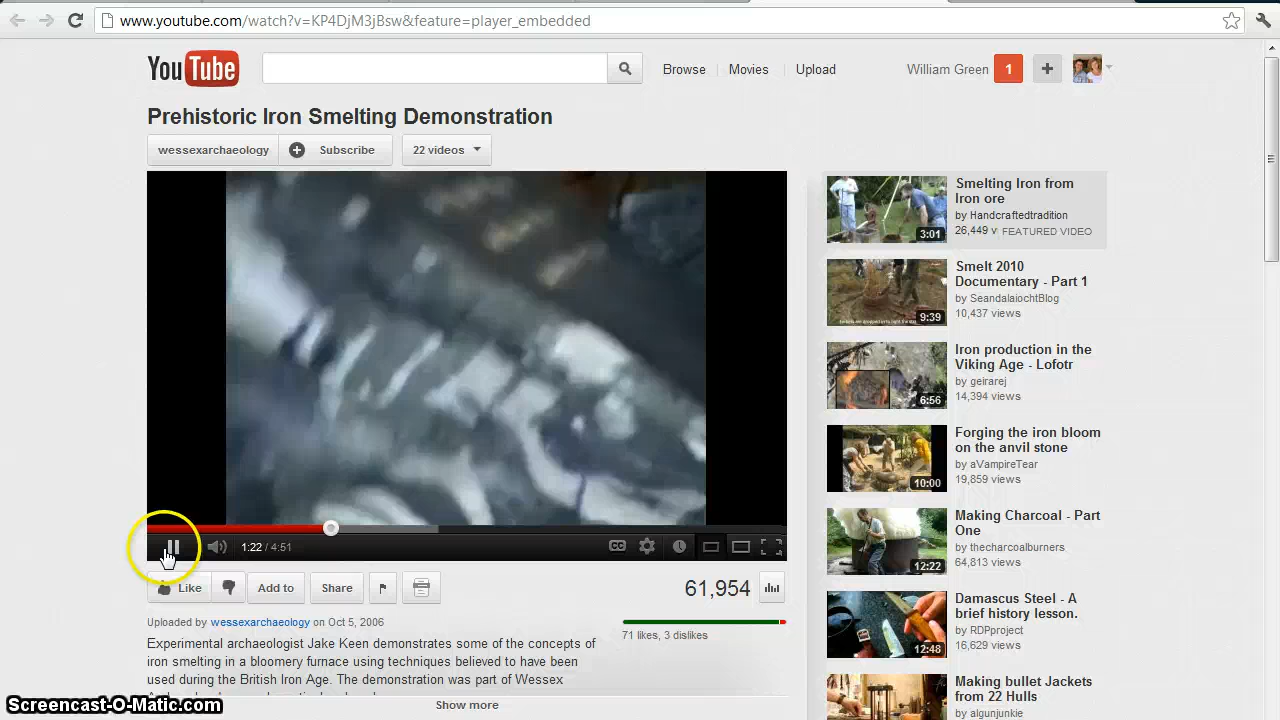 www.youtube.com/watch?v=KP4DjM3jBsw&feature=player_embedded
YouTube
Browse
Movies
Upload
William Green
1
Prehistoric Iron Smelting Demonstration
wessexarchaeology
Subscribe
22 videos
1:22 / 4:51
CC
Like
Add to
Share
61,954
Uploaded by wessexarchaeology on Oct 5, 2006
71 likes, 3 dislikes
Experimental archaeologist Jake Keen demonstrates some of the concepts of
iron smelting in a bloomery furnace using techniques believed to have been
used during the British Iron Age. The demonstration was part of Wessex
Show more
Smelting Iron from
Iron ore
by Handcraftedtradition
26,449 v FEATURED VIDEO
3:01
Smelt 2010
Documentary - Part 1
by SeandalaiochtBlog
10,437 views
9:39
Iron production in the
Viking Age - Lofotr
by geirarej
14,394 views
6:56
Forging the iron bloom
on the anvil stone
by aVampireTear
19,859 views
10:00
Making Charcoal - Part
One
by thecharcoalburners
64,813 views
12:22
Damascus Steel - A
brief history lesson.
by RDPproject
16,629 views
12:48
Making bullet Jackets
from 22 Hulls
by algunjunkie
Screencast-O-Matic.com